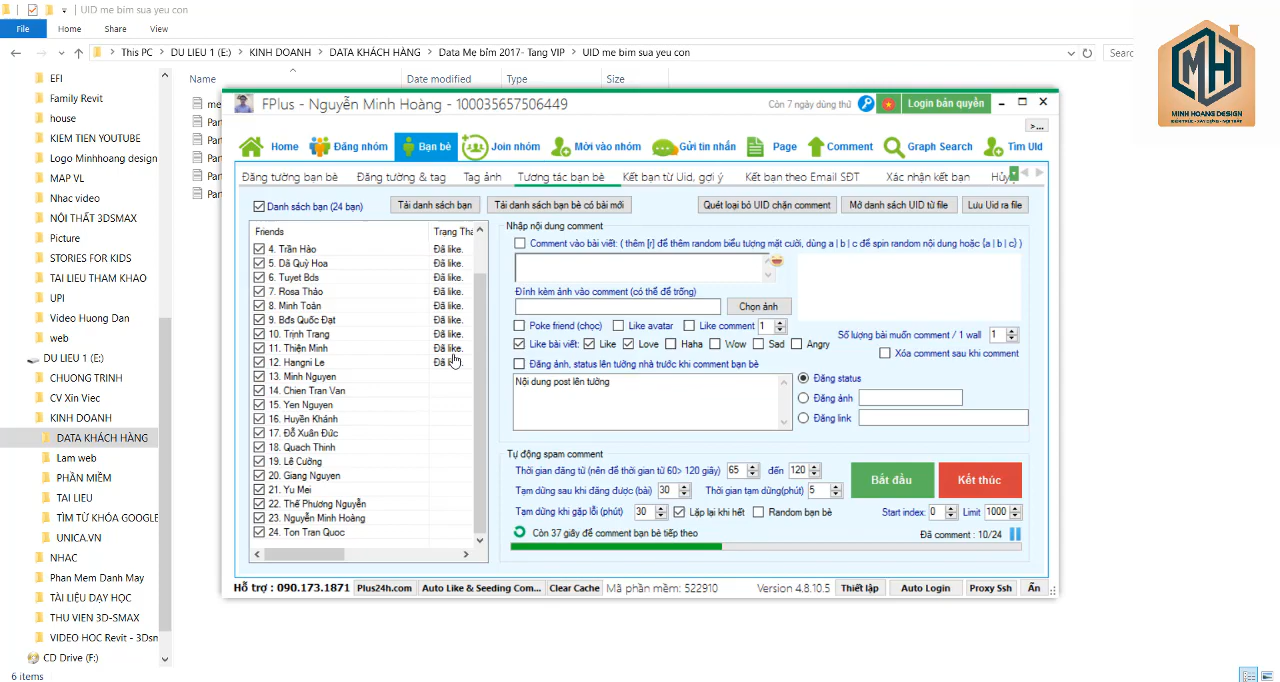 UID me bim sua yeu con
File
Home
Share
View
This PC
DU LIEU 1 (E:)
KINH DOANH
DATA KHÁCH HÀNG
Data Mẹ bỉm 2017- Tang VIP
UID me bim sua yeu con
Name
Date modified
Type
Size
MINH HOANG DESIGN
EFI
Family Revit
house
KIEM TIEN YOUTUBE
Logo Minhhoang design
MAP VL
Nhac video
NỘI THẤT 3DSMAX
Picture
STORIES FOR KIDS
TAI LIEU THAM KHAO
UPI
Video Huong Dan
web
DU LIEU 1 (E:)
CHUONG TRINH
CV Xin Viec
KINH DOANH
DATA KHÁCH HÀNG
Lam web
PHẦN MỀM
TAI LIEU
TÌM TỪ KHÓA GOOGLE
UNICA.VN
NHAC
Phan Mem Danh May
TÀI LIỆU DẠY HỌC
THU VIEN 3D-SMAX
VIDEO HOC Revit - 3Dsm
CD Drive (F:)
6 items
FPlus - Nguyễn Minh Hoàng - 100035657506449
Còn 7 ngày dùng thử
Login bản quyền
>...
Home
Đăng nhóm
Bạn bè
Join nhóm
Mời vào nhóm
Gửi tin nhắn
Page
Comment
Graph Search
Tìm Uld
Đăng tường bạn bè
Đăng tường & tag
Tag ảnh
Tương tác bạn bè
Kết bạn từ Uid, gợi ý
Kết bạn theo Email SĐT
Xác nhận kết bạn
Danh sách bạn (24 bạn)
Tải danh sách bạn
Tải danh sách bạn bè có bài mới
Quét loại bỏ UID chặn comment
Mở danh sách UID từ file
Lưu Uid ra file
Friends
Trạng Thá
4. Trần Hảo Đã like.
5. Dã Quỳ Hoa Đã like.
6. Tuyet Bds Đã like.
7. Rosa Thảo Đã like.
8. Minh Toàn Đã like.
9. Bđs Quốc Đạt Đã like.
10. Trịnh Trang Đã like.
11. Thiện Minh Đã like.
12. Hangni Le
13. Minh Nguyen
14. Chien Tran Van
15. Yen Nguyen
16. Huyền Khánh
17. Đỗ Xuân Đức
18. Quach Thinh
19. Lê Cường
20. Giang Nguyen
21. Yu Mei
22. Thế Phương Nguyễn
23. Nguyễn Minh Hoàng
24. Ton Tran Quoc
Nhập nội dung comment
Comment vào bài viết: ( thêm [r] để thêm random biểu tượng mặt cười, dùng a | b | c để spin random nội dung hoặc {a | b | c} )
Đính kèm ảnh vào comment (có thể để trống)
Chọn ảnh
Poke friend (chọc)
Like avatar
Like comment
1
Like bài viết:
Like
Love
Haha
Wow
Sad
Angry
Số lượng bài muốn comment / 1 wall
1
Xóa comment sau khi comment
Đăng ảnh, status lên tường nhà trước khi comment bạn bè
Nội dung post lên tường
Đăng status
Đăng ảnh
Đăng link
Tự động spam comment
Thời gian đăng từ (nên để thời gian từ 60> 120 giây)
65
đến
120
Tạm dừng sau khi đăng được (bài)
30
Thời gian tạm dừng(phút)
5
Tạm dừng khi gặp lỗi (phút)
30
Lặp lại khi hết
Random bạn bè
Bắt đầu
Kết thúc
Start index:
0
Limit
1000
Còn 37 giây để comment bạn bè tiếp theo
Đã comment : 10/24
Hỗ trợ : 090.173.1871
Plus24h.com
Auto Like & Seeding Com...
Clear Cache
Mã phần mềm: 522910
Version 4.8.10.5
Thiết lập
Auto Login
Proxy Ssh
Ẩn